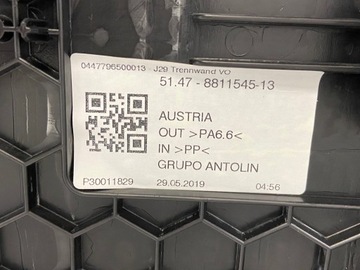 0447796500013 - J29 Trennwand VO
51.47 - 8811545-13
AUSTRIA
OUT >PA6.6<
IN >PP<
GRUPO ANTOLIN
P30011829 29.05.2019 04:56